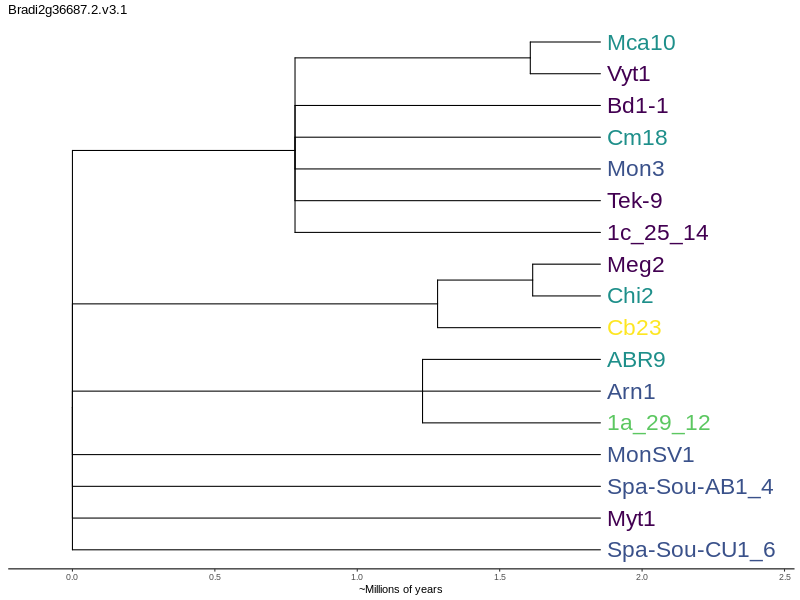 Bradi2g36687.2.v3.1
Mca10
Vyt1
Bd1-1
Cm18
Mon3
Tek-9
1c_25_14
Meg2
Chi2
Cb23
ABR9
Arn1
1a_29_12
MonSV1
Spa-Sou-AB1_4
Myt1
Spa-Sou-CU1_6
0.0 0.5 1.0 1.5 2.0 2.5
~Millions of years